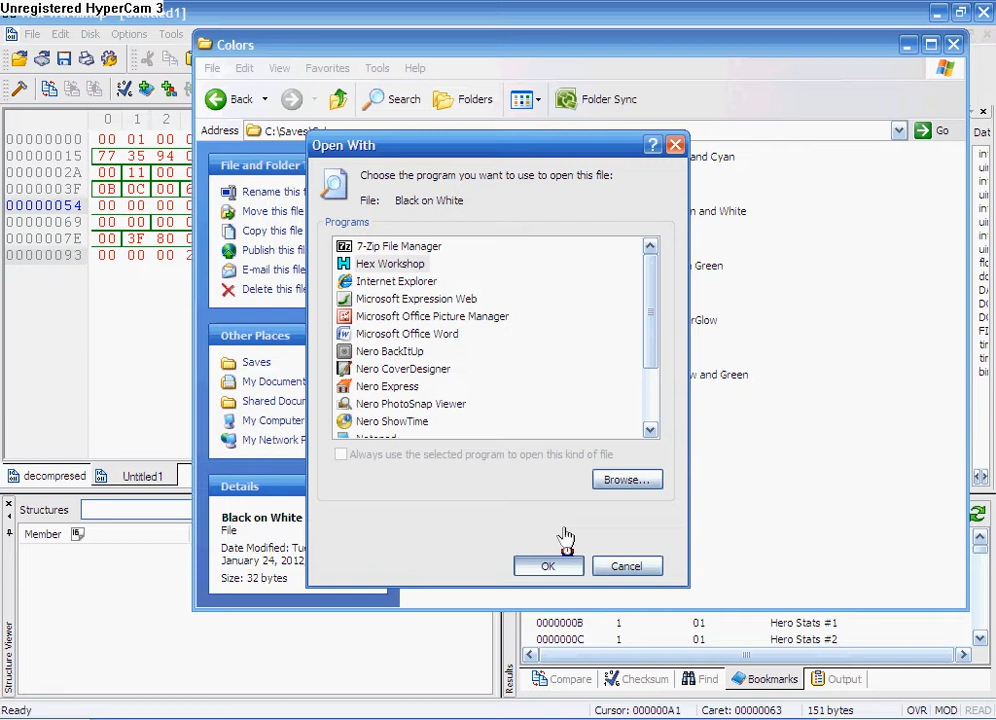 Unregistered HyperCam 3
File Edit Disk Options Tools
Colors
File Edit View Favorites Tools Help
Back Search Folders Folder Sync
Address C:\Saves\ Go
0 1 2
00000000 00 01 00
00000015 77 35 94
0000002A 00 11 00
0000003F 0B 0C 00
00000054 00 00 00
00000069 00 00 00
0000007E 00 3F 80
00000093 00 00 00
File and Folder
Rename this f
Move this file
Copy this file
Publish this fil
E-mail this file
Delete this file
Other Places
Saves
My Document
Shared Docum
My Computer
My Network P
Details
Black on White
File
Date Modified: Tue
January 24, 2012,
Size: 32 bytes
Open With
Choose the program you want to use to open this file:
File: Black on White
Programs
7-Zip File Manager
Hex Workshop
Internet Explorer
Microsoft Expression Web
Microsoft Office Picture Manager
Microsoft Office Word
Nero BackItUp
Nero CoverDesigner
Nero Express
Nero PhotoSnap Viewer
Nero ShowTime
Notepad
Always use the selected program to open this kind of file
Browse...
OK Cancel
and Cyan
n and White
Green
rGlow
w and Green
Dat
decompresed Untitled1
Structures
Member
Structure Viewer
0000000B 1 01 Hero Stats #1
0000000C 1 01 Hero Stats #2
Results
Compare Checksum Find Bookmarks Output
Ready Cursor: 000000A1 Caret: 00000063 151 bytes OVR MOD READ